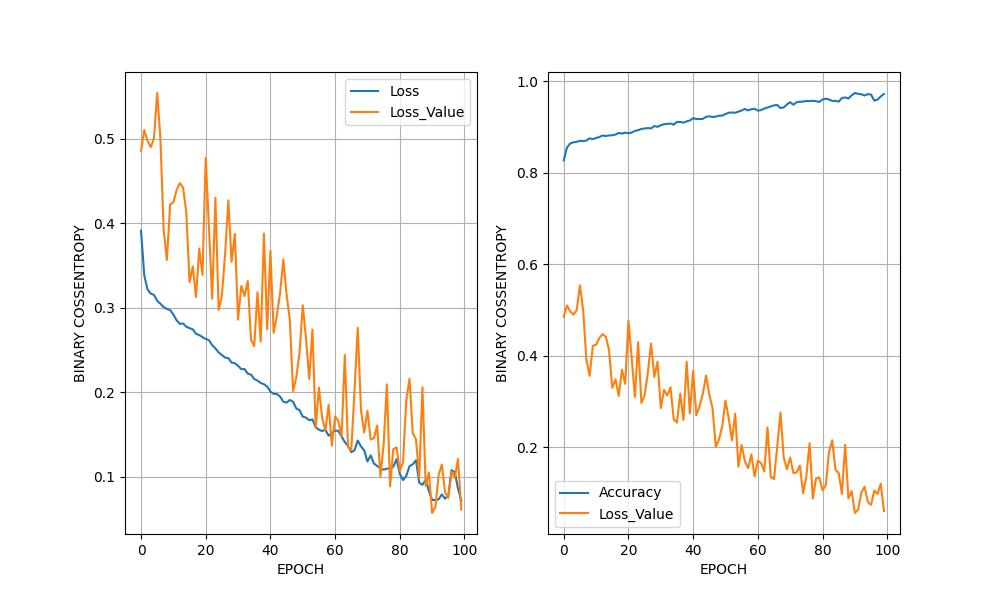 BINARY COSSENTROPY
0.5
0.4
0.3
0.2
0.1
Loss
Loss_Value
0 20 40 60 80 100
EPOCH
BINARY COSSENTROPY
1.0
0.8
0.6
0.4
0.2
Accuracy
Loss_Value
0 20 40 60 80 100
EPOCH